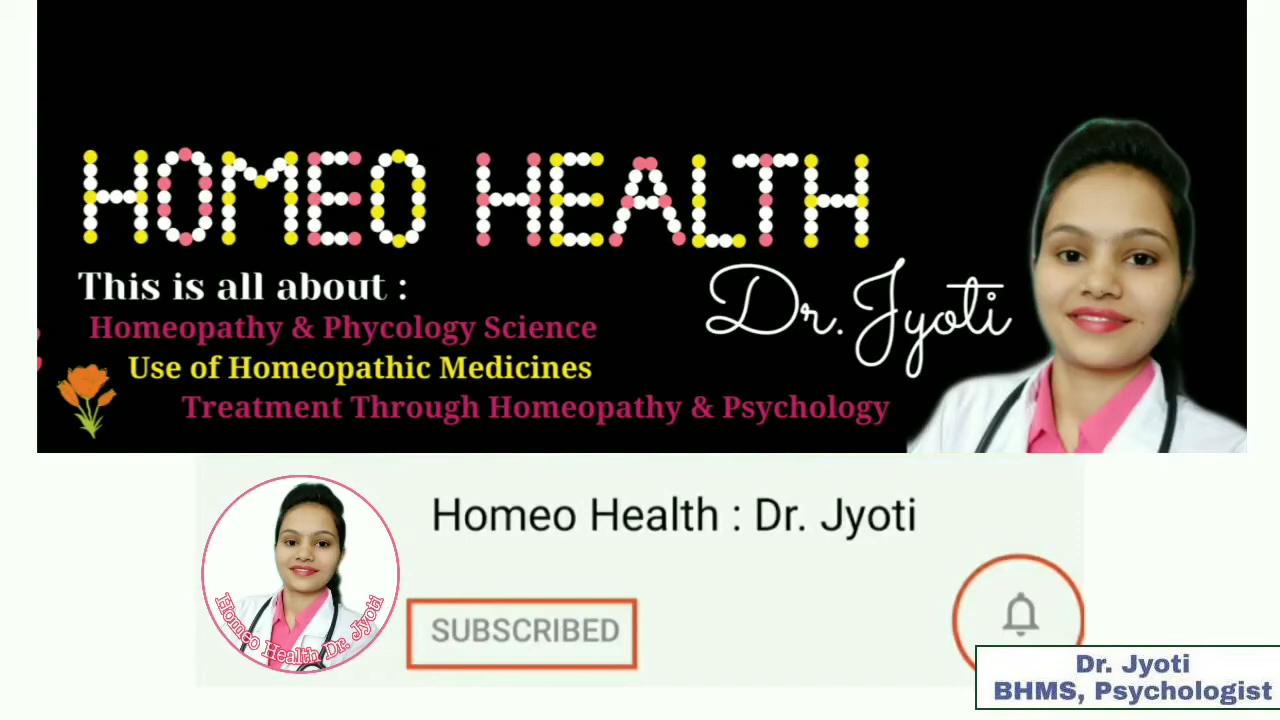 HOMEO HEALTH
This is all about :
Homeopathy & Phycology Science
Use of Homeopathic Medicines
Treatment Through Homeopathy & Psychology
Dr. Jyoti
Homeo Health : Dr. Jyoti
SUBSCRIBED
Homeo Health Dr. Jyoti
Dr. Jyoti
BHMS, Psychologist